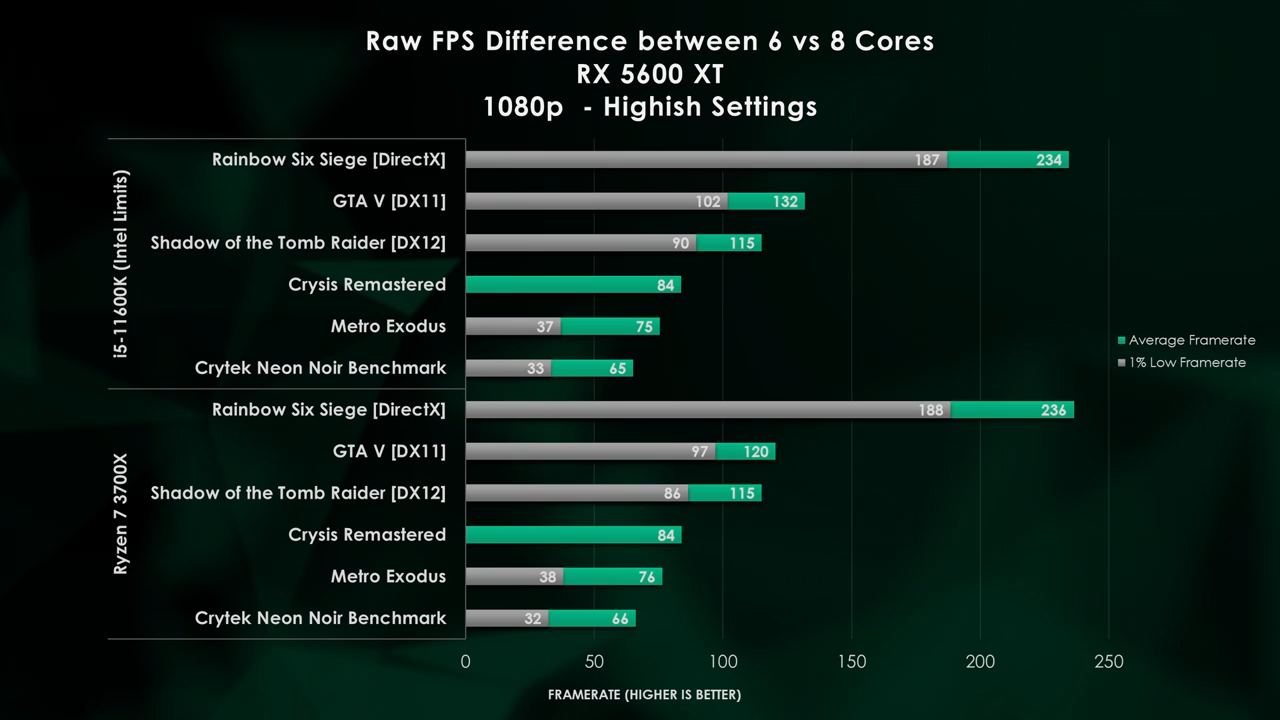 Raw FPS Difference between 6 vs 8 Cores
RX 5600 XT
1080p - Highish Settings
i5-11600K (Intel Limits)
Rainbow Six Siege [DirectX] 187 234
GTA V [DX11] 102 132
Shadow of the Tomb Raider [DX12] 90 115
Crysis Remastered 84
Metro Exodus 37 75
Crytek Neon Noir Benchmark 33 65
Ryzen 7 3700X
Rainbow Six Siege [DirectX] 188 236
GTA V [DX11] 97 120
Shadow of the Tomb Raider [DX12] 86 115
Crysis Remastered 84
Metro Exodus 38 76
Crytek Neon Noir Benchmark 32 66
0 50 100 150 200 250
FRAMERATE (HIGHER IS BETTER)
Average Framerate
1% Low Framerate